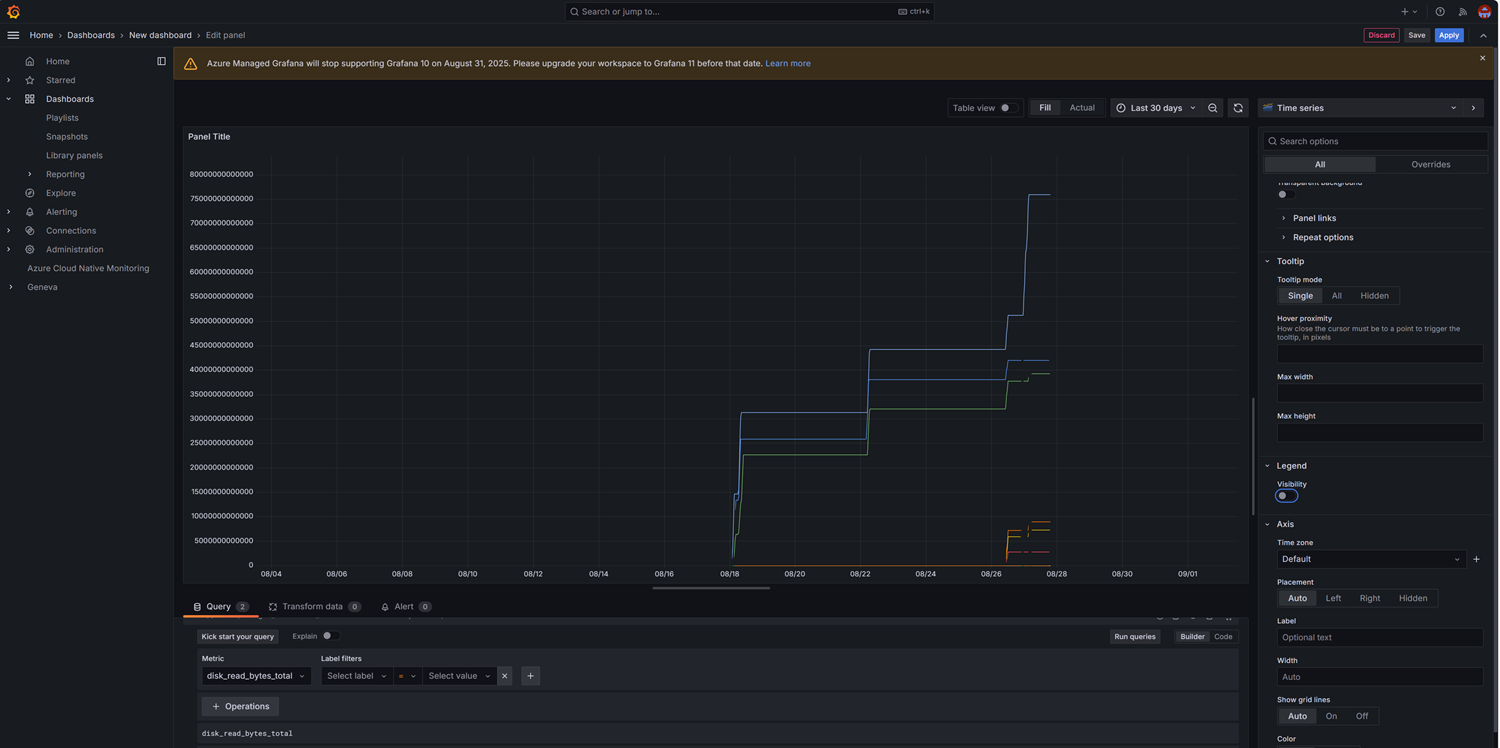 Search or jump to...
ctrl+k
Home › Dashboards › New dashboard › Edit panel
Discard
Save
Apply
Home
Starred
Dashboards
Playlists
Snapshots
Library panels
Reporting
Explore
Alerting
Connections
Administration
Azure Cloud Native Monitoring
Geneva
Azure Managed Grafana will stop supporting Grafana 10 on August 31, 2025. Please upgrade your workspace to Grafana 11 before that date. Learn more
Table view
Fill
Actual
Last 30 days
Time series
Panel Title
80000000000000
75000000000000
70000000000000
65000000000000
60000000000000
55000000000000
50000000000000
45000000000000
40000000000000
35000000000000
30000000000000
25000000000000
20000000000000
15000000000000
10000000000000
5000000000000
0
08/04 08/06 08/08 08/10 08/12 08/14 08/16 08/18 08/20 08/22 08/24 08/26 08/28 08/30 09/01
Query 2
Transform data 0
Alert 0
Kick start your query
Explain
Run queries
Builder
Code
Metric
Label filters
disk_read_bytes_total
Select label
=
Select value
+ Operations
disk_read_bytes_total
Search options
All
Overrides
Transparent background
Panel links
Repeat options
Tooltip
Tooltip mode
Single
All
Hidden
Hover proximity
How close the cursor must be to a point to trigger the
tooltip, in pixels
Max width
Max height
Legend
Visibility
Axis
Time zone
Default
Placement
Auto
Left
Right
Hidden
Label
Optional text
Width
Auto
Show grid lines
Auto
On
Off
Color